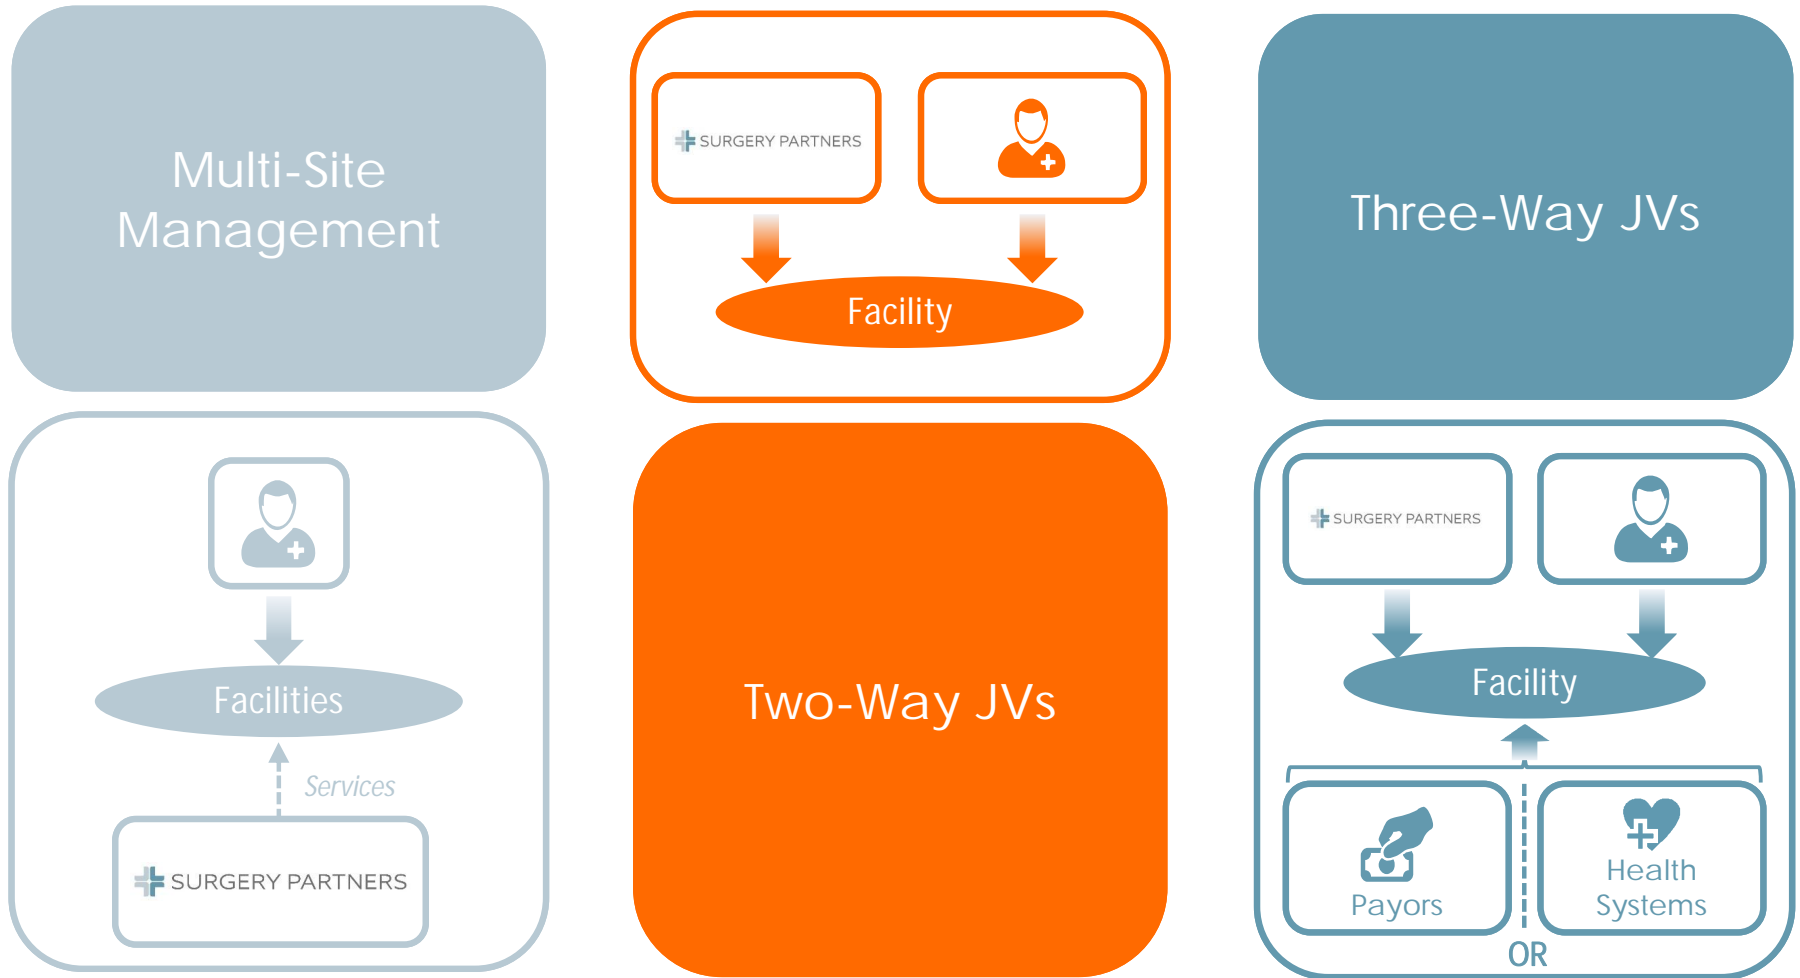 Multi-Site
Management
SURGERY PARTNERS
Facility
Three-Way JVs
Facilities
Services
SURGERY PARTNERS
Two-Way JVs
SURGERY PARTNERS
Facility
Payors
Health
Systems
OR